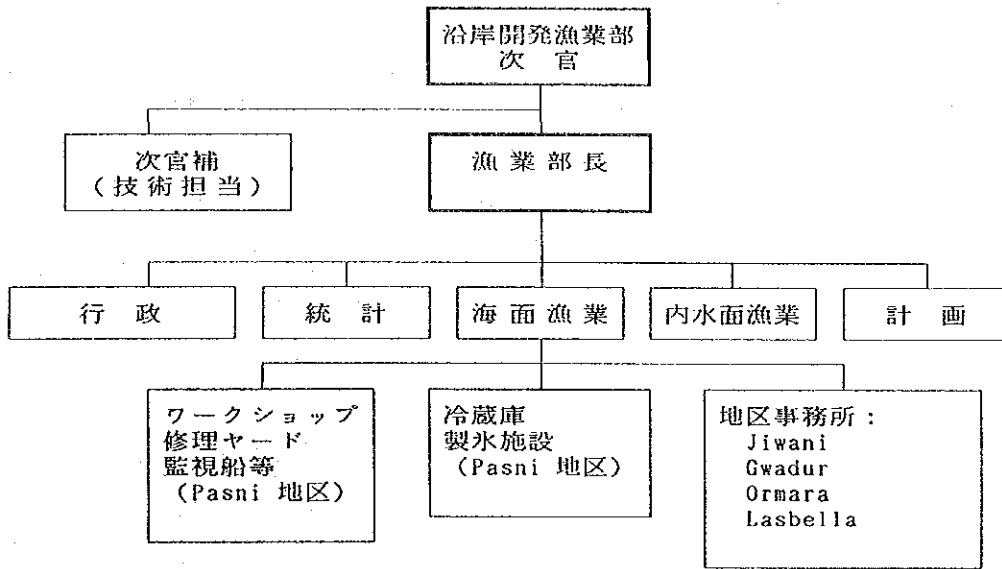 沿岸開発漁業部
次官
次官補
(技術担当)
漁業部長
行政
統計
海面漁業
内水面漁業
計画
ワークショップ
修理ヤード
監視船等
(Pasni 地区)
冷蔵庫
製氷施設
(Pasni 地区)
地区事務所:
Jiwani
Gwadur
Ormara
Lasbella